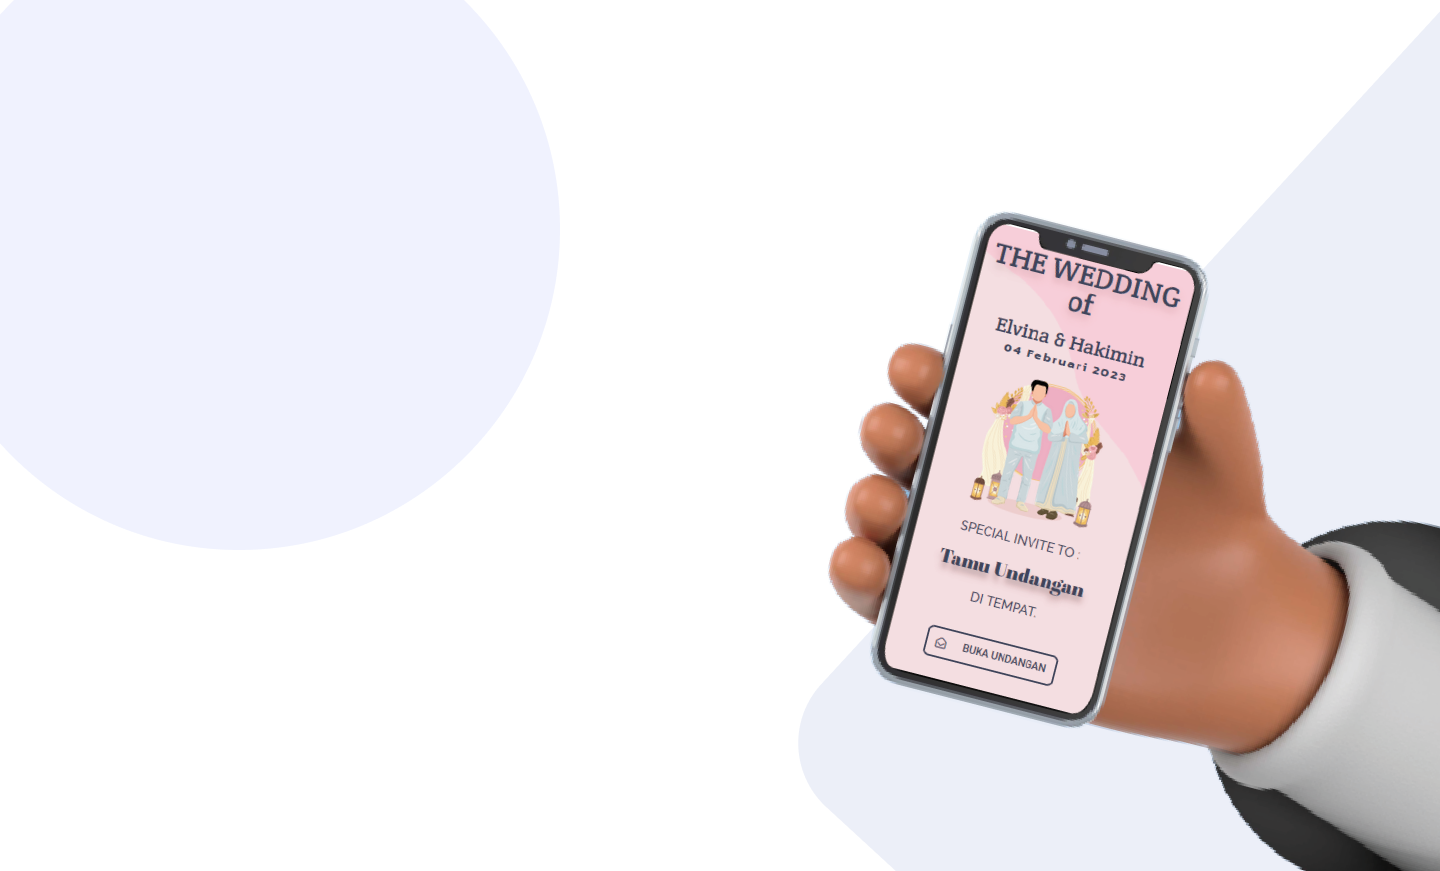 THE WEDDING
of
Elvina & Hakimin
04 Februari 2023
SPECIAL INVITE TO :
Tamu Undangan
DI TEMPAT.
BUKA UNDANGAN